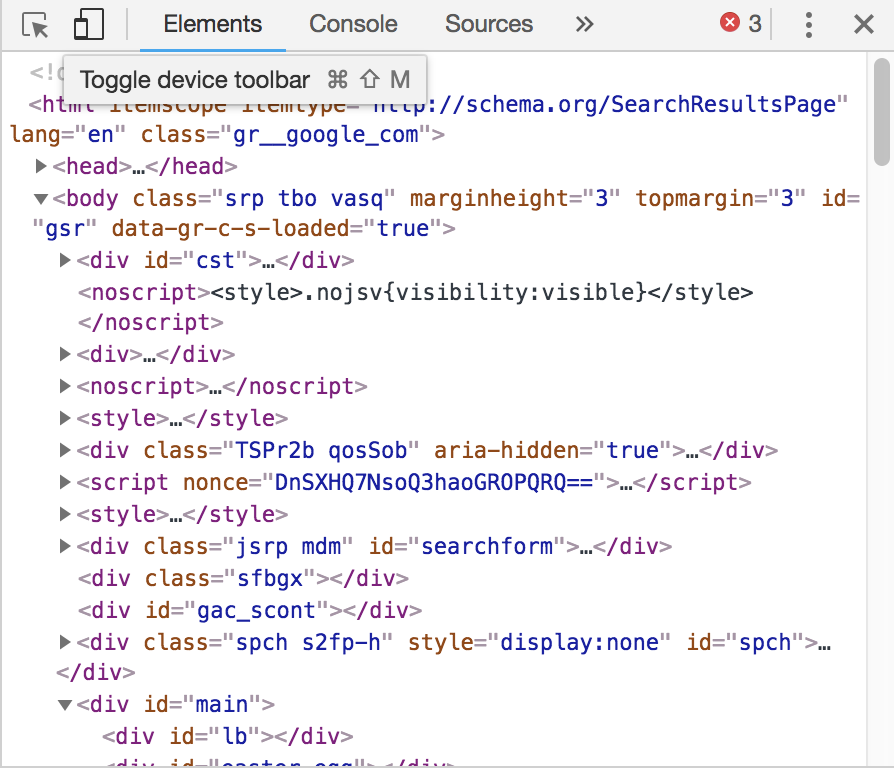 Elements Console Sources » 3
Toggle device toolbar ⌘ ⇧ M
<html itemscope itemtype="http://schema.org/SearchResultsPage"
lang="en" class="gr__google_com">
▶<head>…</head>
▼<body class="srp tbo vasq" marginheight="3" topmargin="3" id=
"gsr" data-gr-c-s-loaded="true">
▶<div id="cst">…</div>
<noscript><style>.nojsv{visibility:visible}</style>
</noscript>
▶<div>…</div>
▶<noscript>…</noscript>
▶<style>…</style>
▶<div class="TSPr2b qosSob" aria-hidden="true">…</div>
▶<script nonce="DnSXHQ7NsoQ3haoGROPQRQ==">…</script>
▶<style>…</style>
▶<div class="jsrp mdm" id="searchform">…</div>
<div class="sfbgx"></div>
<div id="gac_scont"></div>
▶<div class="spch s2fp-h" style="display:none" id="spch">…
</div>
▼<div id="main">
<div id="lb"></div>